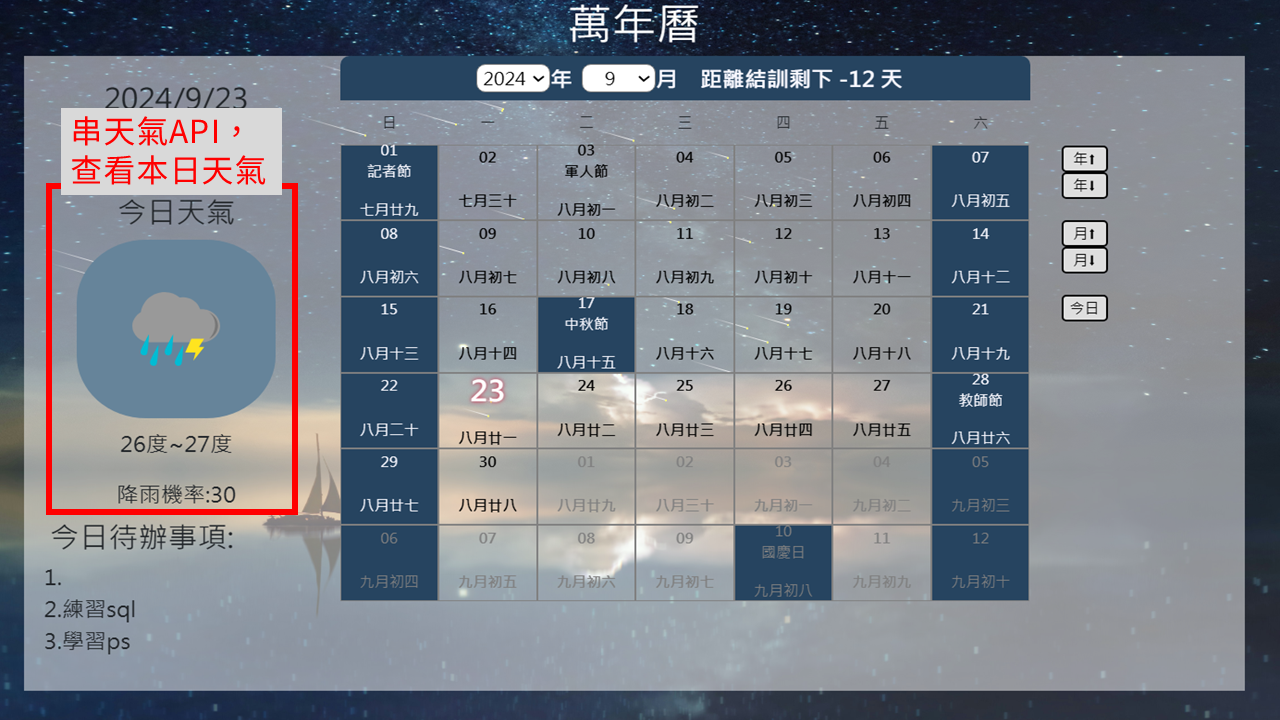 萬年曆
2024/9/23
串天氣API，
查看本日天氣
今日天氣
26度~27度
降雨機率:30
今日待辦事項:
1.
2.練習sql
3.學習ps
2024 年 9 月 距離結訓剩下 -12 天
日 一 二 三 四 五 六
01 02 03 04 05 06 07
記者節 軍人節
七月廿九 七月三十 八月初一 八月初二 八月初三 八月初四 八月初五
08 09 10 11 12 13 14
八月初六 八月初七 八月初八 八月初九 八月初十 八月十一 八月十二
15 16 17 18 19 20 21
中秋節
八月十三 八月十四 八月十五 八月十六 八月十七 八月十八 八月十九
22 23 24 25 26 27 28
教師節
八月二十 八月廿一 八月廿二 八月廿三 八月廿四 八月廿五 八月廿六
29 30 01 02 03 04 05
八月廿七 八月廿八 八月廿九 八月三十 九月初一 九月初二 九月初三
06 07 08 09 10 11 12
國慶日
九月初四 九月初五 九月初六 九月初七 九月初八 九月初九 九月初十
年⬆
年⬇
月⬆
月⬇
今日